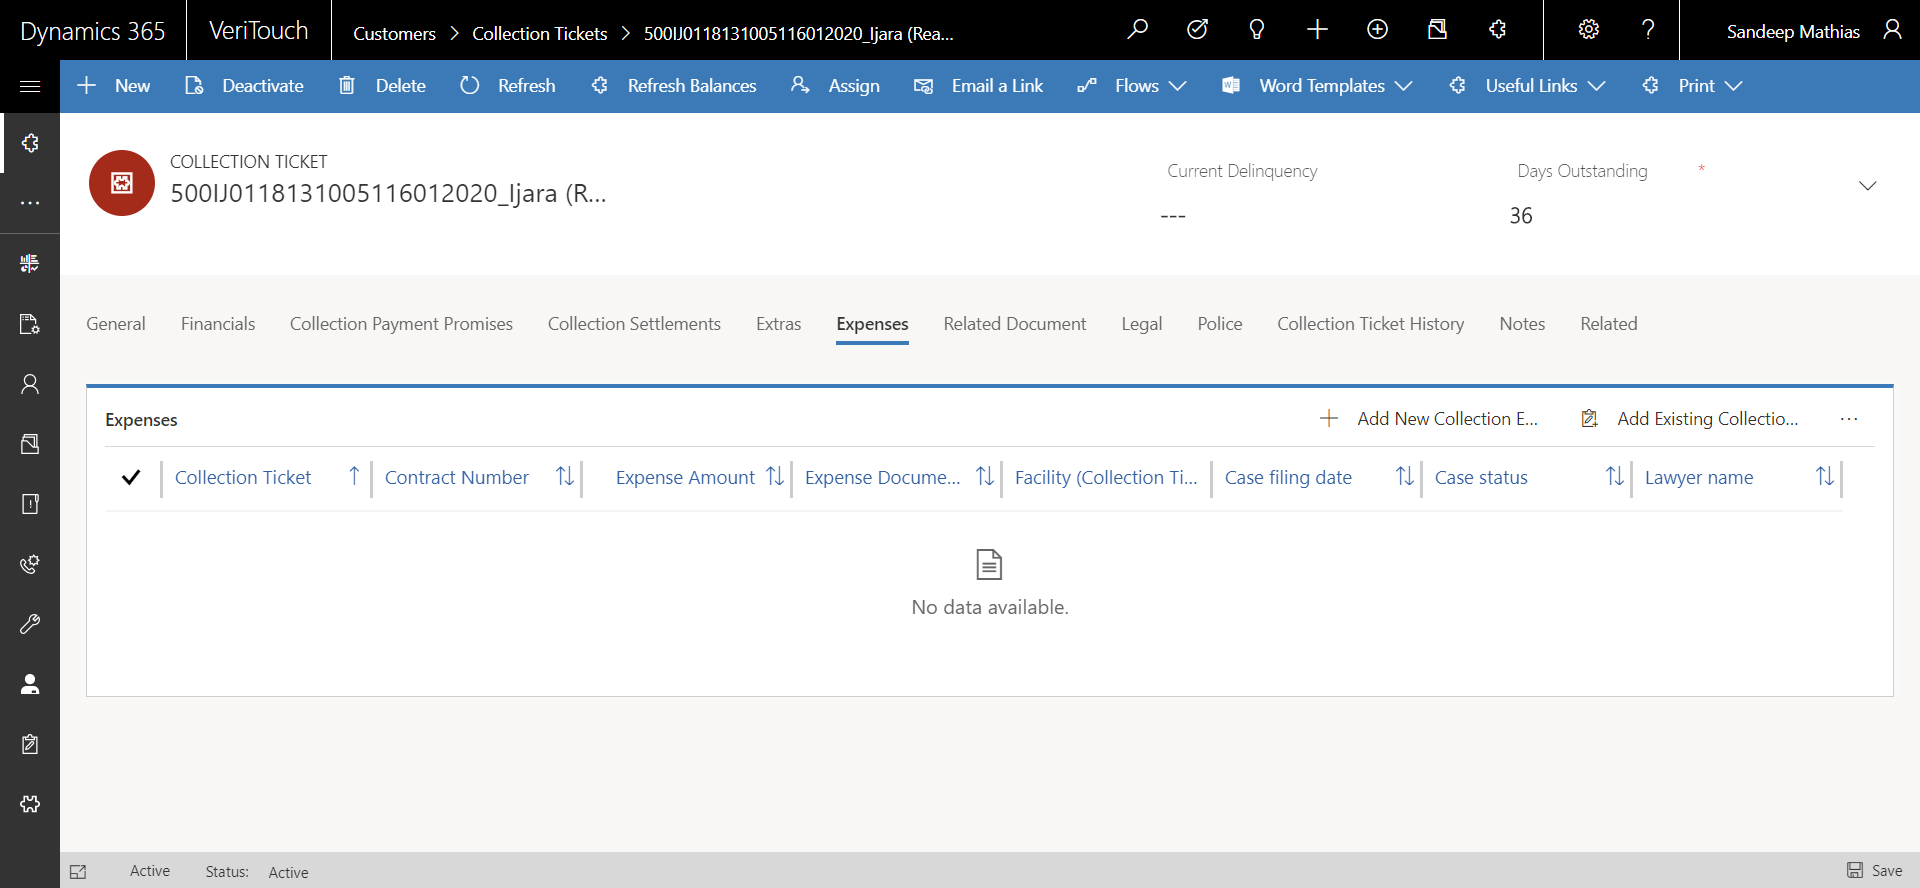 Dynamics 365
VeriTouch
Customers > Collection Tickets > 500IJ0118131005116012020_Ijara (Rea...
Sandeep Mathias
New
Deactivate
Delete
Refresh
Refresh Balances
Assign
Email a Link
Flows
Word Templates
Useful Links
Print
COLLECTION TICKET
500IJ0118131005116012020_Ijara (R...
Current Delinquency
---
Days Outstanding *
36
General
Financials
Collection Payment Promises
Collection Settlements
Extras
Expenses
Related Document
Legal
Police
Collection Ticket History
Notes
Related
Expenses
Add New Collection E...
Add Existing Collectio...
Collection Ticket
Contract Number
Expense Amount
Expense Docume...
Facility (Collection Ti...
Case filing date
Case status
Lawyer name
No data available.
Active
Status:
Active
Save